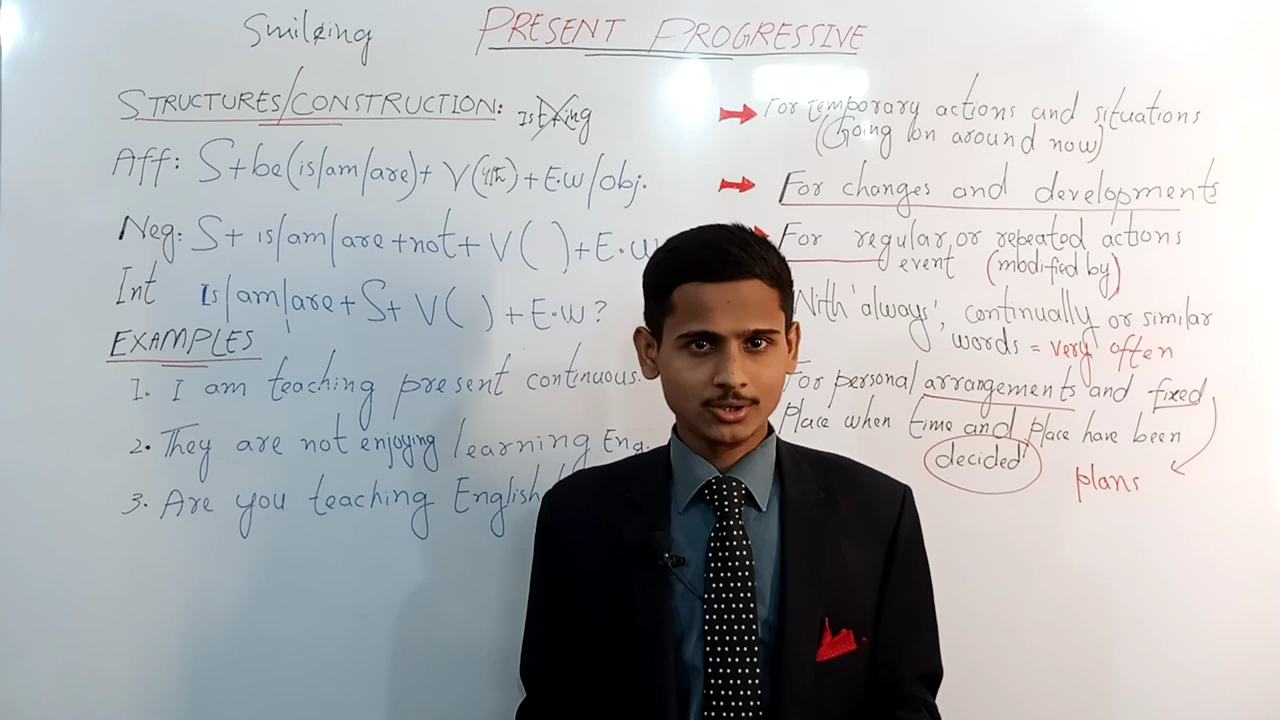 Smileing
PRESENT PROGRESSIVE
STRUCTURES/CONSTRUCTION:
Aff: S+be(is/am/are)+ V( )+E.w/obj.
Neg: S+ is/am/are+not+ V( )+E.w
Int Is/am/are+S+ V( )+E.w?
EXAMPLES
1. I am teaching present continuous.
2. They are not enjoying learning Eng.
3. Are you teaching English
For temporary actions and situations
(Going on around now)
For changes and developments
For regular or repeated actions
event (modified by)
With 'always', continually or similar
words = very often
For personal arrangements and fixed
place when time and place have been
decided
plans